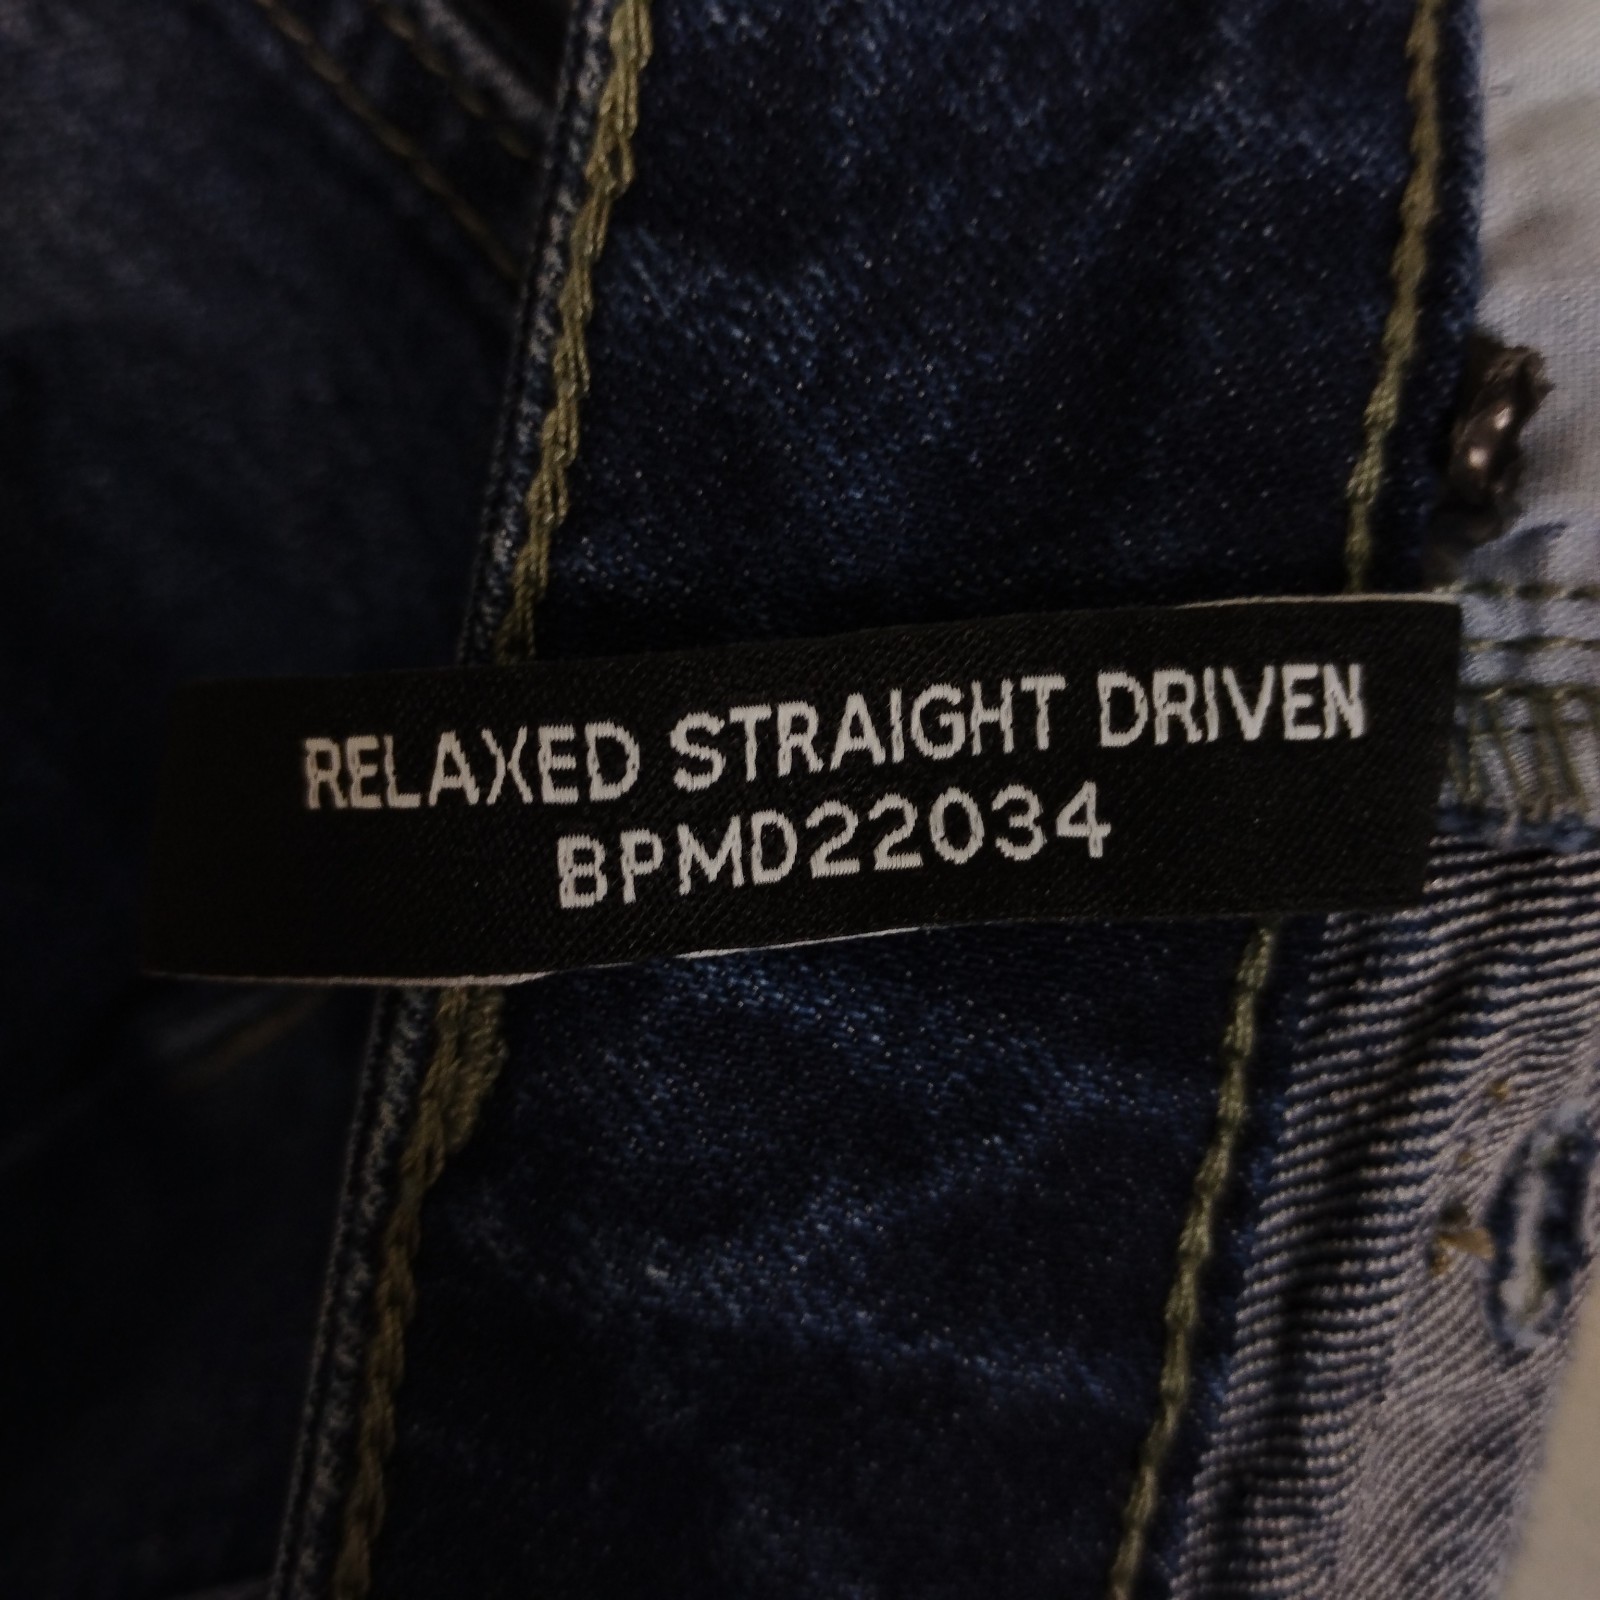 RELAXED STRAIGHT DRIVEN
BPMD22034